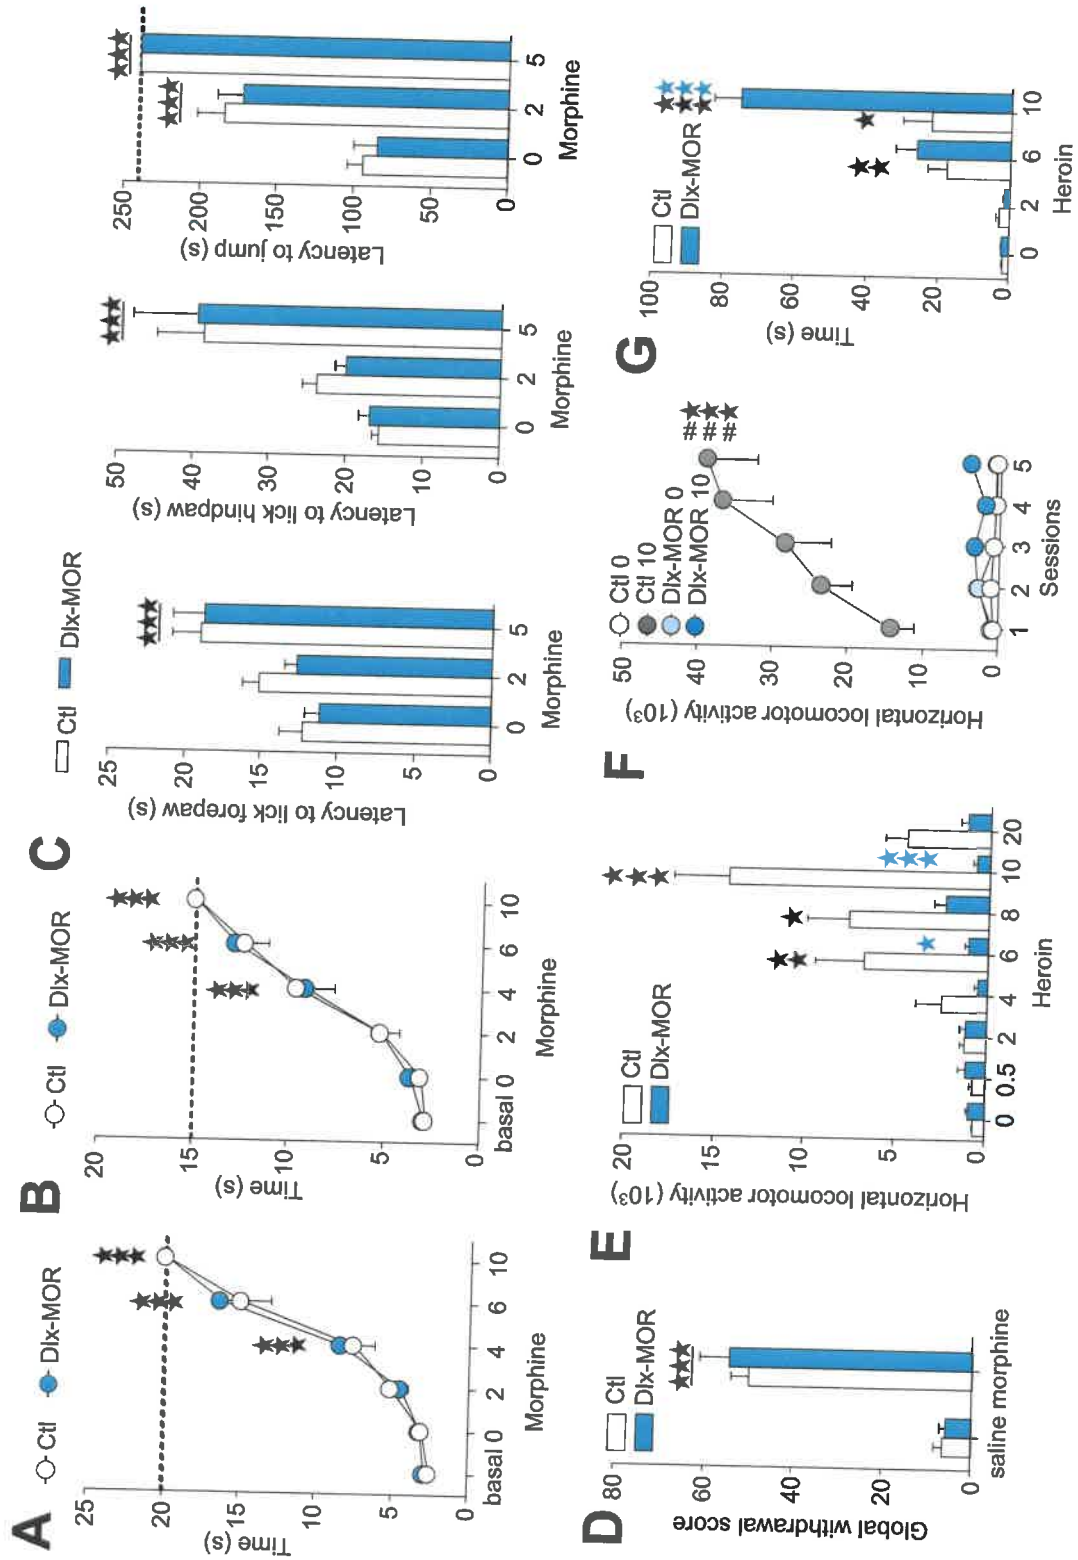 A
Ctl
Dlx-MOR
Time (s)
25
20
15
10
5
0
basal 0 2 4 6 10
Morphine
★★★
★★★
★★★
B
Ctl
Dlx-MOR
Time (s)
20
15
10
5
0
basal 0 2 4 6 10
Morphine
★★★
★★★
★★★
C
Ctl
Dlx-MOR
Latency to lick forepaw (s)
25
20
15
10
5
0
0 2 5
Morphine
★★★
Latency to lick hindpaw (s)
50
40
30
20
10
0
0 2 5
Morphine
★★★
Latency to jump (s)
250
200
150
100
50
0
0 2 5
Morphine
★★★
★★★
D
Ctl
Dlx-MOR
Global withdrawal score
80
60
40
20
0
saline morphine
★★★
E
Ctl
Dlx-MOR
Horizontal locomotor activity (10³)
20
15
10
5
0
0 0.5 2 4 6 8 10 20
Heroin
★★
★
★
★★★
★★★
F
Ctl 0
Ctl 10
Dlx-MOR 0
Dlx-MOR 10
Horizontal locomotor activity (10³)
50
40
30
20
10
0
1 2 3 4 5
Sessions
###
★★★
G
Ctl
Dlx-MOR
Time (s)
100
80
60
40
20
0
0 2 6 10
Heroin
★★
★
★★★
★★★